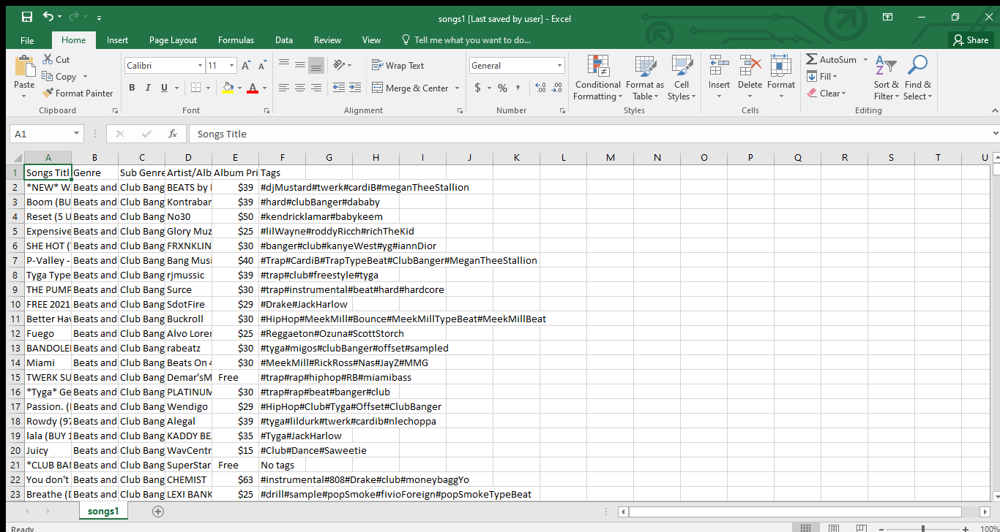 songs1 [Last saved by user] - Excel
File Home Insert Page Layout Formulas Data Review View Tell me what you want to do... Share
Paste Cut Copy Format Painter Clipboard
Calibri 11 A A B I U A Font
Wrap Text Merge & Center Alignment
General $ % , .00 .00 Number
Conditional Formatting Format as Table Cell Styles Styles
Insert Delete Format Cells
AutoSum Fill Clear Sort & Filter Find & Select Editing
A1 fx Songs Title
A B C D E F G H I J K L M N O P Q R S T U
1 Songs Titl Genre Sub Genre Artist/Alb Album Pri Tags
2 *NEW* W Beats and Club Bang BEATS by $39 #djMustard#twerk#cardiB#meganTheeStallion
3 Boom (BU Beats and Club Bang Kontrabar $39 #hard#clubBanger#dababy
4 Reset (5 U Beats and Club Bang No30 $50 #kendricklamar#babykeem
5 Expensive Beats and Club Bang Glory Muz $25 #lilWayne#roddyRicch#richTheKid
6 SHE HOT ( Beats and Club Bang FRXNKLIN $30 #banger#club#kanyeWest#yg#iannDior
7 P-Valley - Beats and Club Bang Bang Musi $40 #Trap#CardiB#TrapTypeBeat#ClubBanger#MeganTheeStallion
8 Tyga Type Beats and Club Bang rjmussic $39 #trap#club#freestyle#tyga
9 THE PUMP Beats and Club Bang Surce $30 #trap#instrumental#beat#hard#hardcore
10 FREE 2021 Beats and Club Bang SdotFire $29 #Drake#JackHarlow
11 Better Hav Beats and Club Bang Buckroll $30 #HipHop#MeekMill#Bounce#MeekMillTypeBeat#MeekMillBeat
12 Fuego Beats and Club Bang Alvo Lorer $25 #Reggaeton#Ozuna#ScottStorch
13 BANDOLE Beats and Club Bang rabeatz $30 #tyga#migos#clubBanger#offset#sampled
14 Miami Beats and Club Bang Beats On 4 $30 #MeekMill#RickRoss#Nas#JayZ#MMG
15 TWERK SU Beats and Club Bang Demar'sM Free #trap#rap#hiphop#RB#miamibass
16 *Tyga* Ge Beats and Club Bang PLATINUM $30 #trap#rap#beat#banger#club
17 Passion. ( Beats and Club Bang Wendigo $29 #HipHop#Club#Tyga#Offset#ClubBanger
18 Rowdy (97 Beats and Club Bang Alegal $39 #tyga#lildurk#twerk#cardib#nlechoppa
19 lala (BUY 1 Beats and Club Bang KADDY BE $35 #Tyga#JackHarlow
20 Juicy Beats and Club Bang WavCentr $15 #Club#Dance#Saweetie
21 *CLUB BA Beats and Club Bang SuperStar Free No tags
22 You don't Beats and Club Bang CHEMIST $63 #instrumental#808#Drake#club#moneybaggYo
23 Breathe ( Beats and Club Bang LEXI BANK $25 #drill#sample#popSmoke#fivioForeign#popSmokeTypeBeat
songs1
Ready 100%